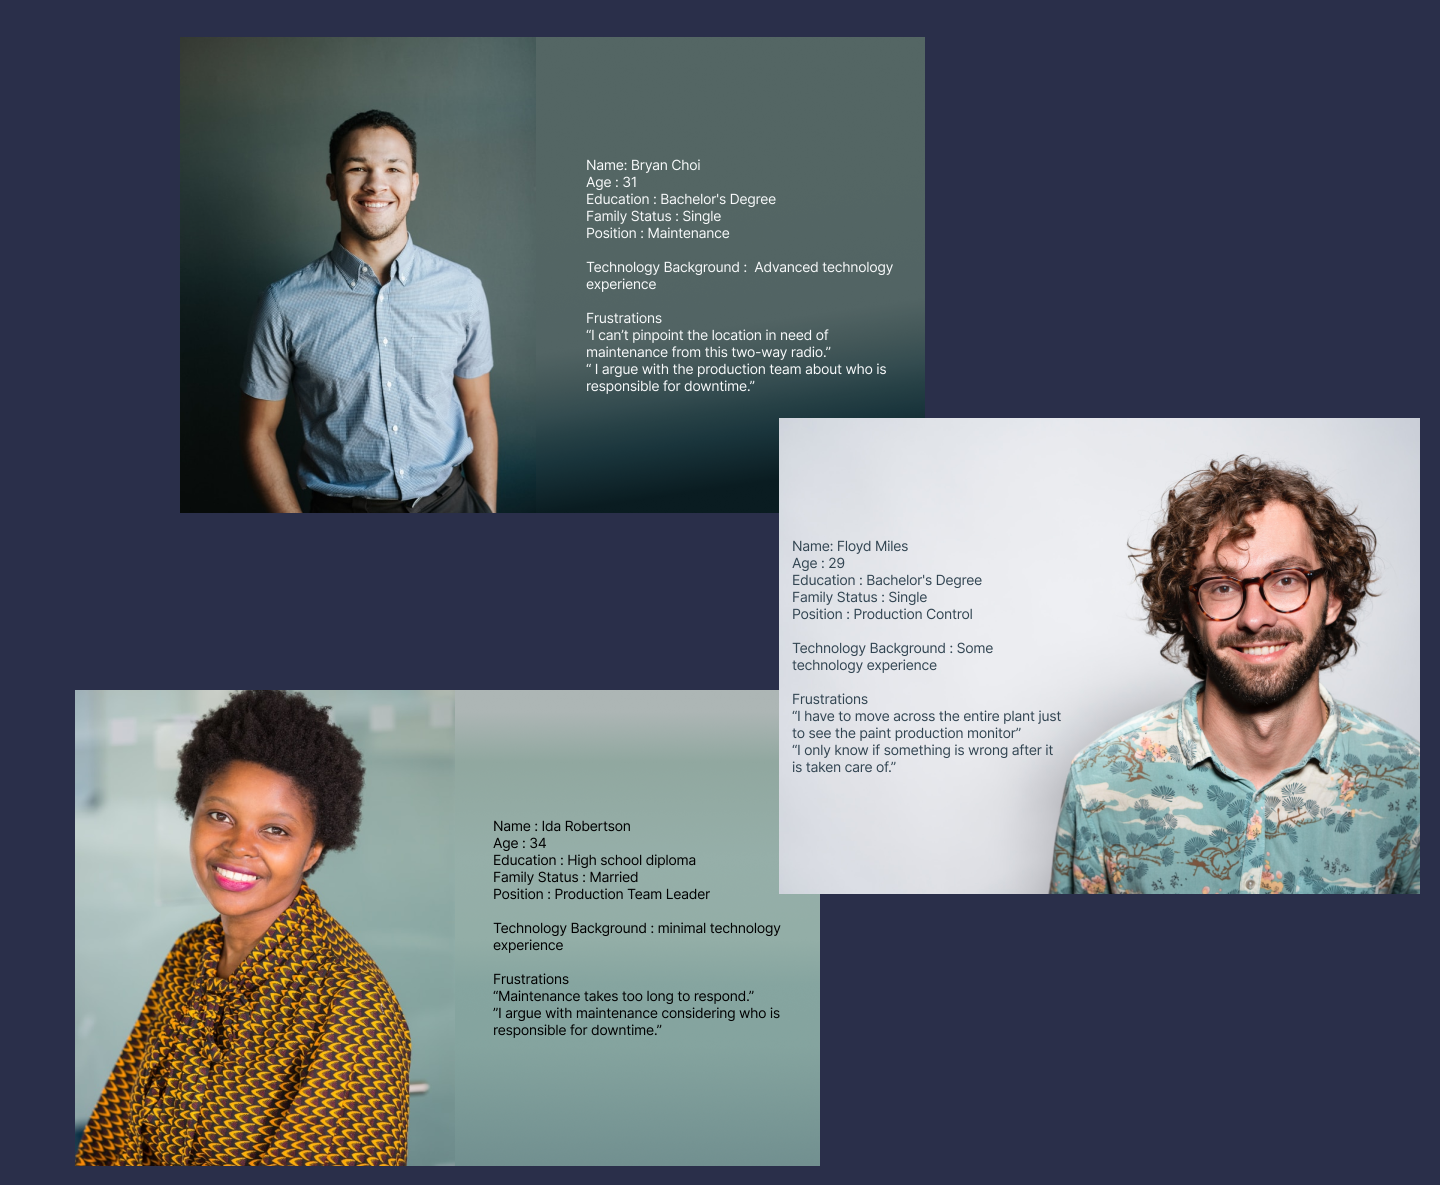 Name: Bryan Choi
Age : 31
Education : Bachelor's Degree
Family Status : Single
Position : Maintenance
Technology Background :  Advanced technology
experience
Frustrations
“I can’t pinpoint the location in need of
maintenance from this two-way radio.”
“ I argue with the production team about who is
responsible for downtime.”
Name: Floyd Miles
Age : 29
Education : Bachelor's Degree
Family Status : Single
Position : Production Control
Technology Background : Some
technology experience
Frustrations
“I have to move across the entire plant just
to see the paint production monitor”
“I only know if something is wrong after it
is taken care of.”
Name : Ida Robertson
Age : 34
Education : High school diploma
Family Status : Married
Position : Production Team Leader
Technology Background : minimal technology
experience
Frustrations
“Maintenance takes too long to respond.”
“I argue with maintenance considering who is
responsible for downtime.”